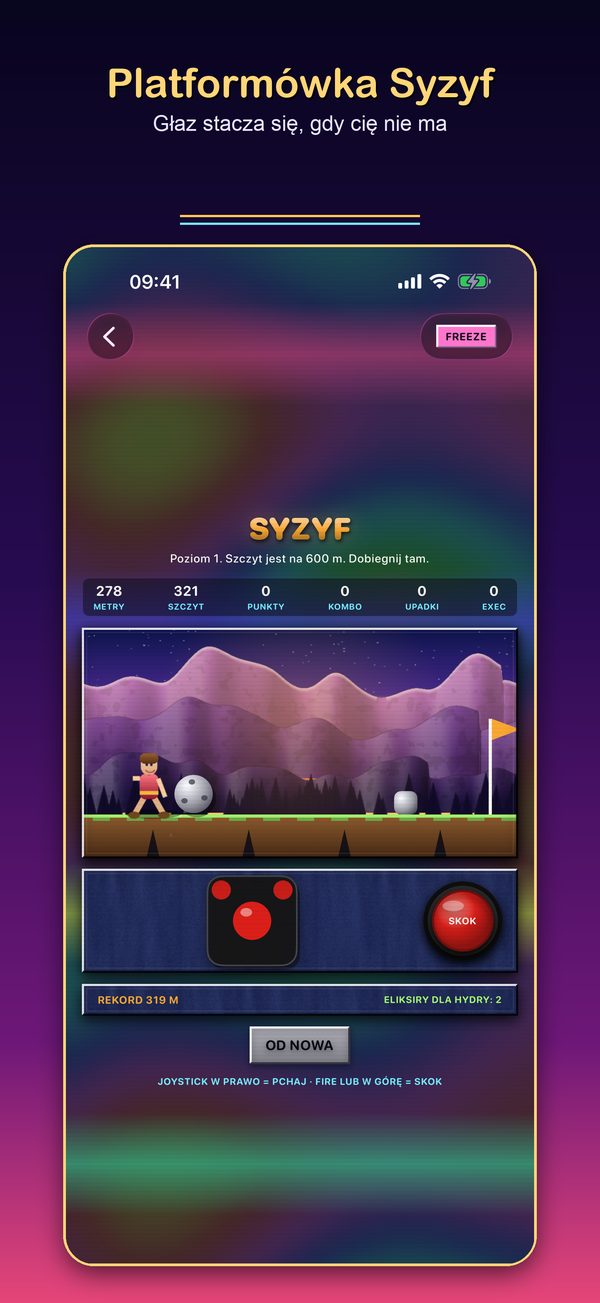 Platformówka Syzyf
Głaz stacza się, gdy cię nie ma
09:41
FREEZE
SYZYF
Poziom 1. Szczyt jest na 600 m. Dobiegnij tam.
278 321 0 0 0 0
METRY SZCZYT PUNKTY KOMBO UPADKI EXEC
SKOK
REKORD 319 M ELIKSIRY DLA HYDRY: 2
OD NOWA
JOYSTICK W PRAWO = PCHAJ · FIRE LUB W GÓRĘ = SKOK